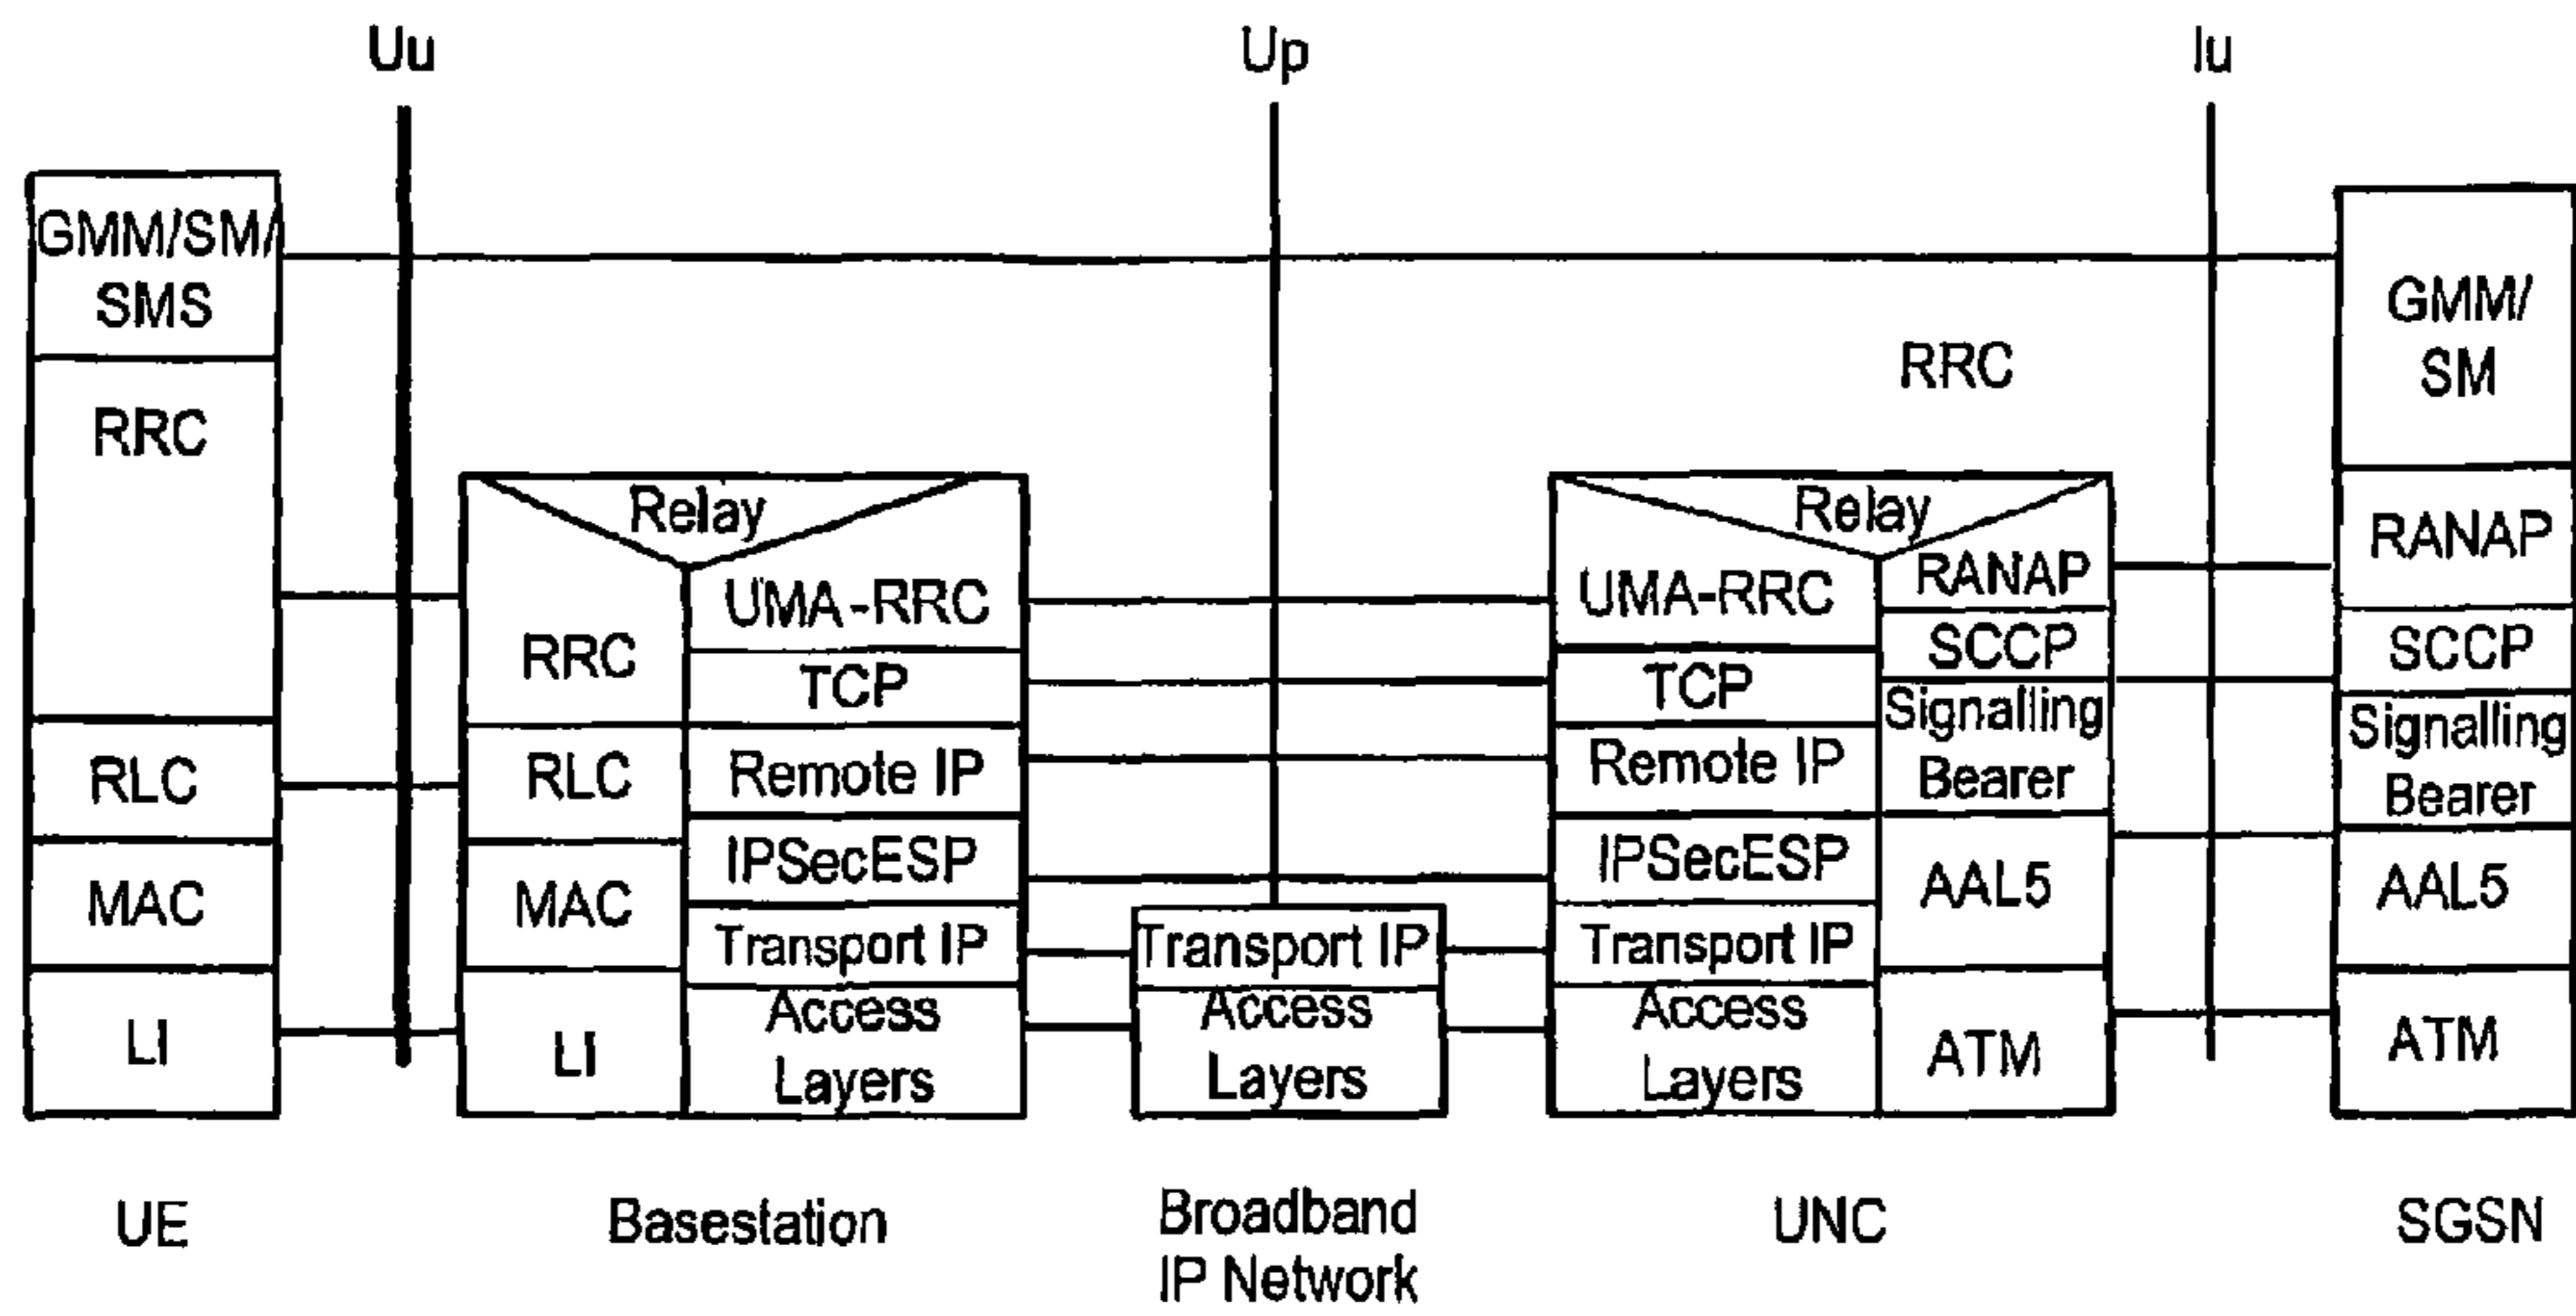 Uu
Up
Iu
GMM/SM/
SMS
RRC
RLC
MAC
LI
Relay
RRC
RLC
MAC
LI
UMA-RRC
TCP
Remote IP
IPSecESP
Transport IP
Access
Layers
Transport IP
Access
Layers
RRC
Relay
UMA-RRC
TCP
Remote IP
IPSecESP
Transport IP
Access
Layers
RANAP
SCCP
Signalling
Bearer
AAL5
ATM
GMM/
SM
RANAP
SCCP
Signalling
Bearer
AAL5
ATM
UE
Basestation
Broadband
IP Network
UNC
SGSN